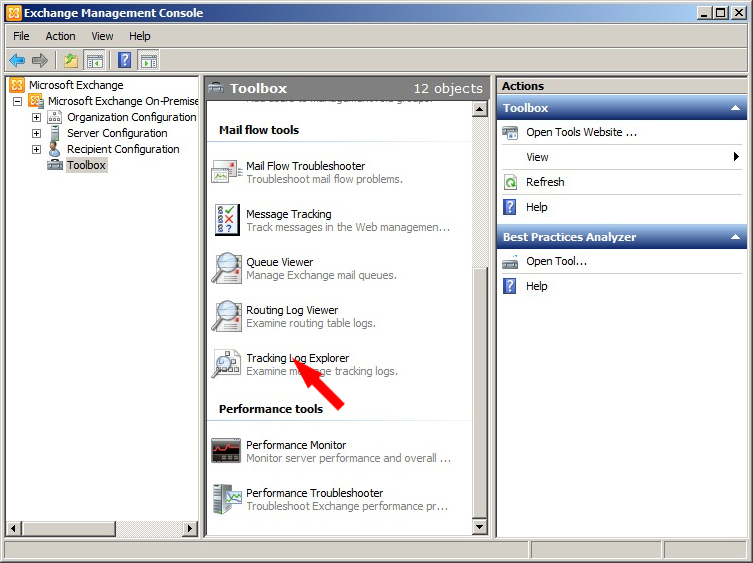 Exchange Management Console
File Action View Help
Microsoft Exchange
Microsoft Exchange On-Premise
Organization Configuration
Server Configuration
Recipient Configuration
Toolbox
Toolbox 12 objects
Mail flow tools
Mail Flow Troubleshooter
Troubleshoot mail flow problems.
Message Tracking
Track messages in the Web managemen...
Queue Viewer
Manage Exchange mail queues.
Routing Log Viewer
Examine routing table logs.
Tracking Log Explorer
Examine message tracking logs.
Performance tools
Performance Monitor
Monitor server performance and overall ...
Performance Troubleshooter
Troubleshoot Exchange performance pr...
Actions
Toolbox
Open Tools Website ...
View
Refresh
Help
Best Practices Analyzer
Open Tool...
Help